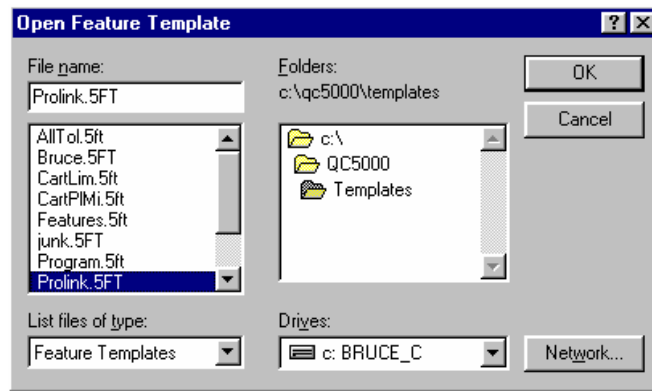 Open Feature Template
File name:
Prolink.5FT
AllTol.5ft
Bruce.5FT
CartLim.5ft
CartPlMi.5ft
Features.5ft
junk.5FT
Program.5ft
Prolink.5FT
List files of type:
Feature Templates
Folders:
c:\qc5000\templates
c:\
QC5000
Templates
Drives:
c: BRUCE_C
OK
Cancel
Network...